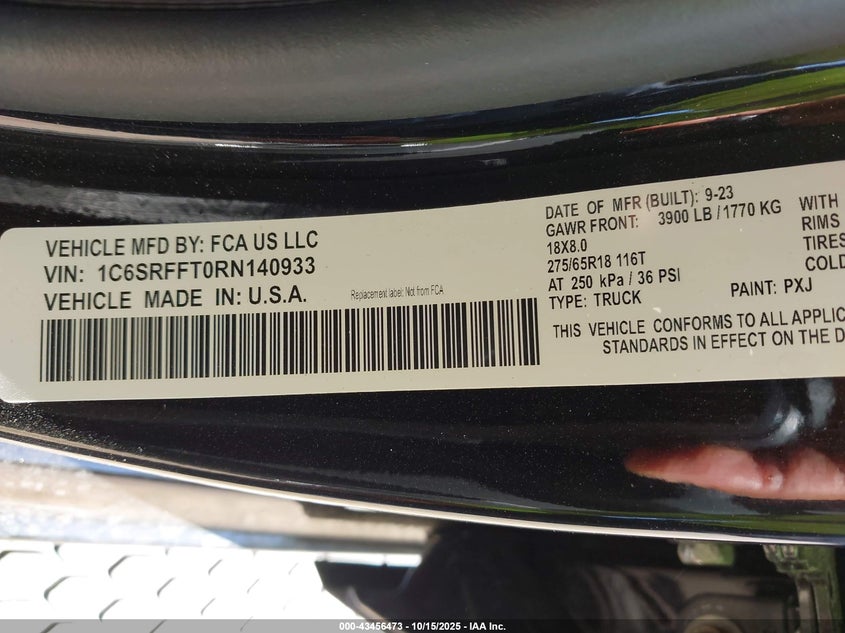 VEHICLE MFD BY: FCA US LLC
VIN: 1C6SRFFT0RN140933
VEHICLE MADE IN: U.S.A.
Replacement label: Not from FCA
DATE OF MFR (BUILT): 9-23
GAWR FRONT: 3900 LB / 1770 KG WITH
18X8.0 RIMS
275/65R18 116T TIRES
AT 250 kPa / 36 PSI COLD
TYPE: TRUCK PAINT: PXJ
THIS VEHICLE CONFORMS TO ALL
STANDARDS IN EFFECT ON THE
000-43456473 - 10/15/2025 - IAA Inc.